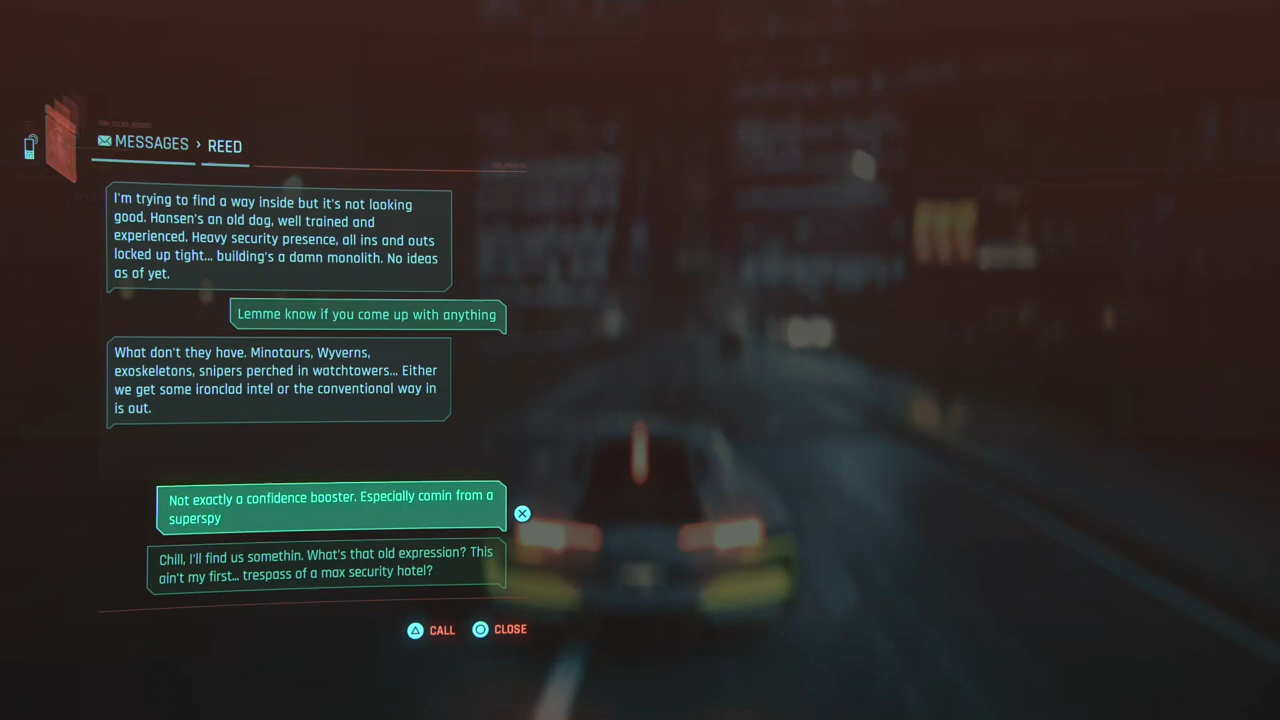 MESSAGES › REED
I'm trying to find a way inside but it's not looking
good. Hansen's an old dog, well trained and
experienced. Heavy security presence, all ins and outs
locked up tight... building's a damn monolith. No ideas
as of yet.
Lemme know if you come up with anything
What don't they have. Minotaurs, Wyverns,
exoskeletons, snipers perched in watchtowers... Either
we get some ironclad intel or the conventional way in
is out.
Not exactly a confidence booster. Especially comin from a
superspy
Chill, I'll find us somethin. What's that old expression? This
ain't my first... trespass of a max security hotel?
CALL CLOSE